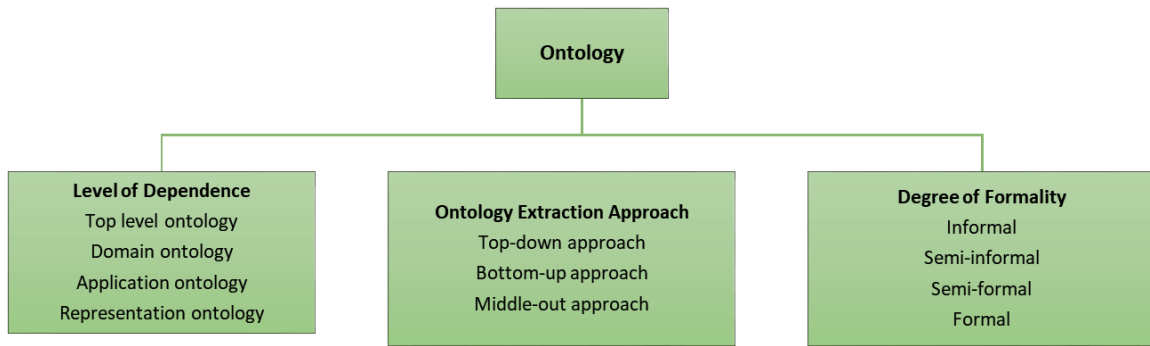 Ontology
Level of Dependence
Top level ontology
Domain ontology
Application ontology
Representation ontology
Ontology Extraction Approach
Top-down approach
Bottom-up approach
Middle-out approach
Degree of Formality
Informal
Semi-informal
Semi-formal
Formal